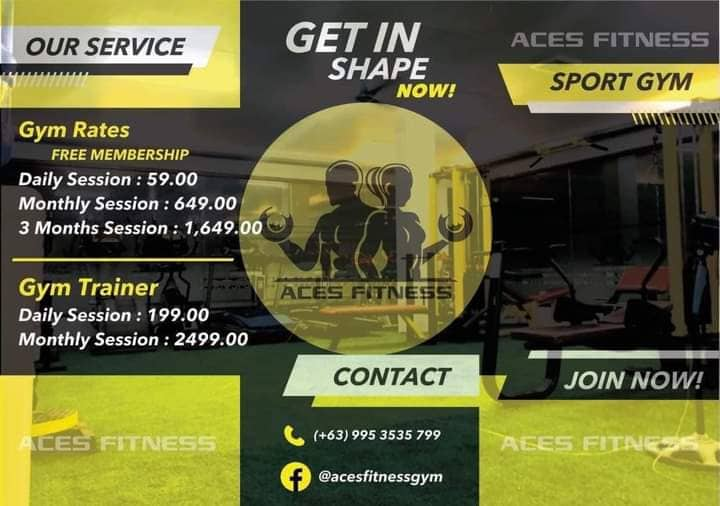 OUR SERVICE
Gym Rates
FREE MEMBERSHIP
Daily Session : 59.00
Monthly Session : 649.00
3 Months Session : 1,649.00
Gym Trainer
Daily Session : 199.00
Monthly Session : 2499.00
ACES FITNESS
GET IN
SHAPE
NOW!
ACES FITNESS
CONTACT
(+63) 995 3535 799
@acesfitnessgym
ACES FITNESS
SPORT GYM
JOIN NOW!
ACES FITNESS